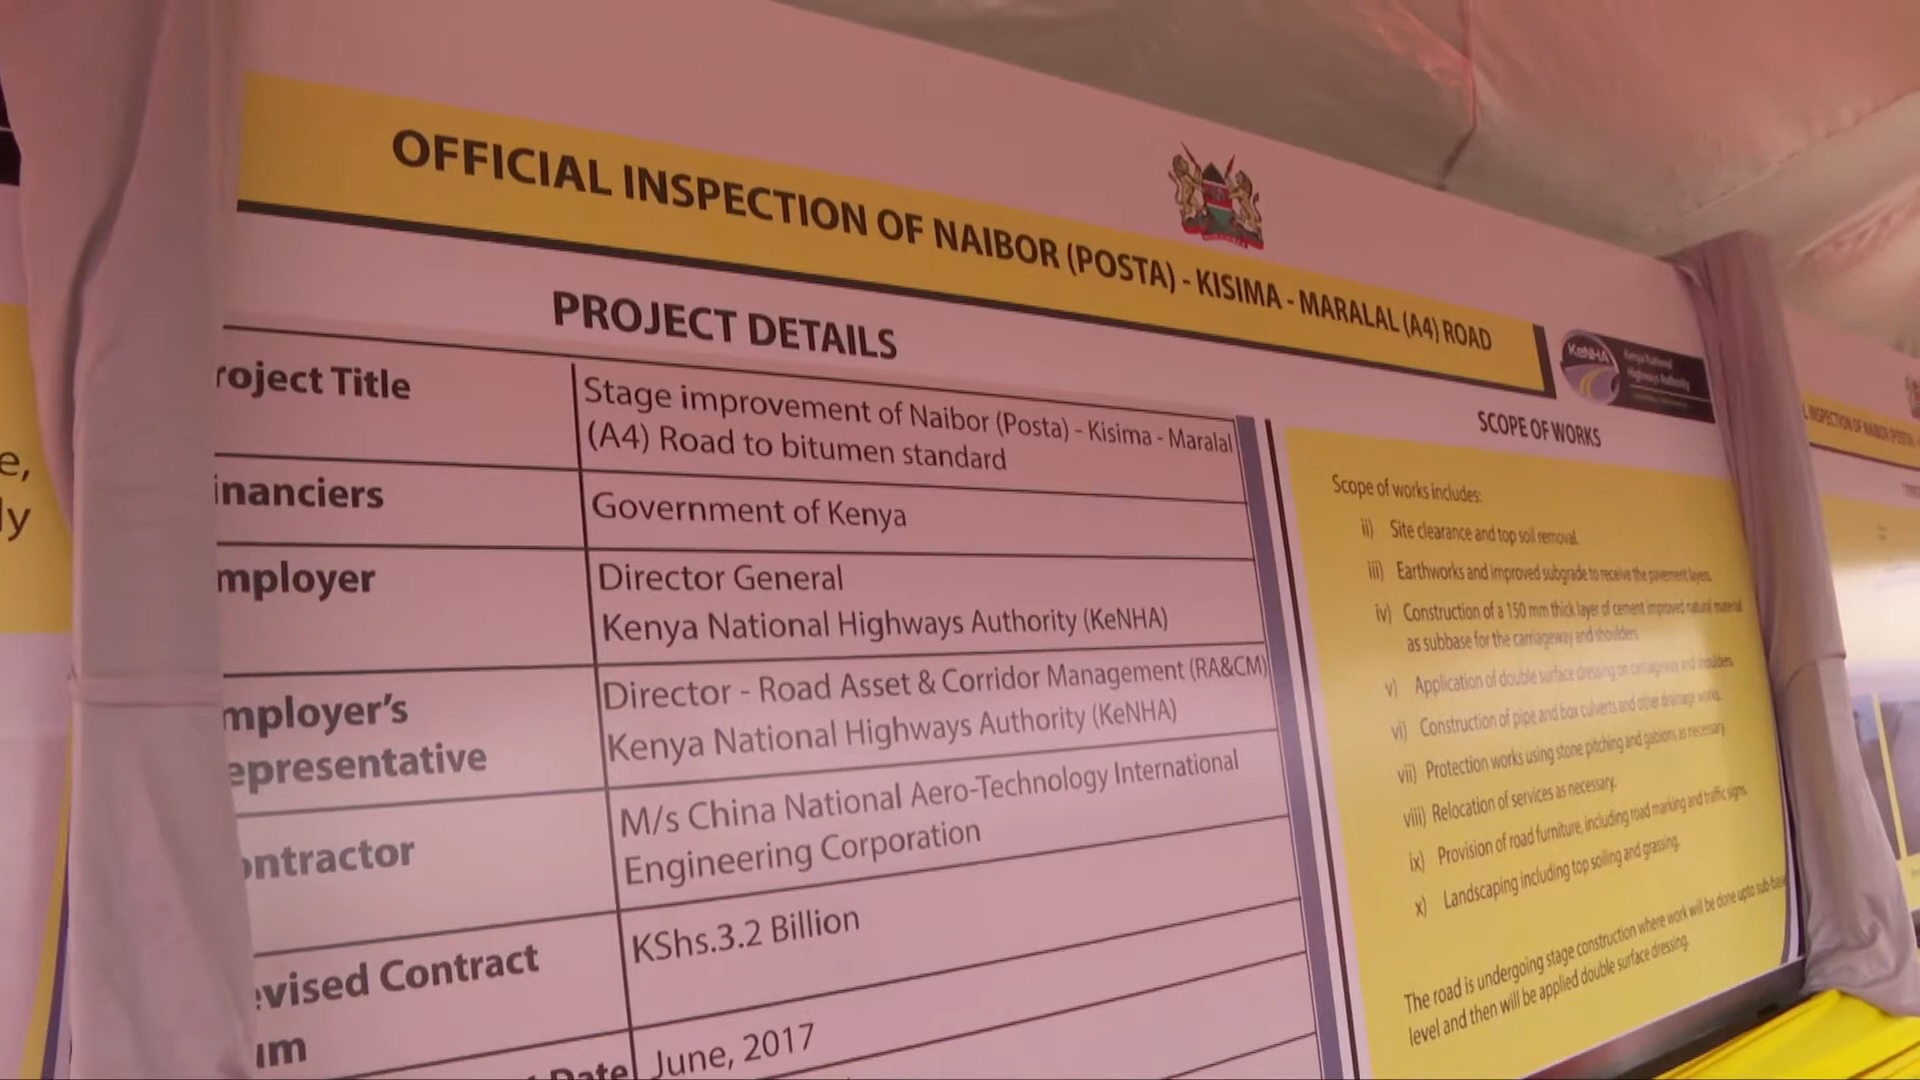 OFFICIAL INSPECTION OF NAIBOR (POSTA) - KISIMA - MARALAL (A4) ROAD
KeNHA
Kenya National
Highways Authority
PROJECT DETAILS
roject Title
Stage improvement of Naibor (Posta) - Kisima - Maralal
(A4) Road to bitumen standard
inanciers
Government of Kenya
mployer
Director General
Kenya National Highways Authority (KeNHA)
mployer's
epresentative
Director - Road Asset & Corridor Management (RA&CM)
Kenya National Highways Authority (KeNHA)
ontractor
M/s China National Aero-Technology International
Engineering Corporation
evised Contract
um
KShs.3.2 Billion
Date
June, 2017
SCOPE OF WORKS
Scope of works includes:
ii) Site clearance and top soil removal.
iii) Earthworks and improved subgrade to receive the pavement layers.
iv) Construction of a 150 mm thick layer of cement improved natural material
as subbase for the carriageway and shoulders.
v) Application of double surface dressing on carriageway and shoulders.
vi) Construction of pipe and box culverts and other drainage works.
vii) Protection works using stone pitching and gabions as necessary.
viii) Relocation of services as necessary.
ix) Provision of road furniture, including road marking and traffic signs.
x) Landscaping including top soiling and grassing.
The road is undergoing stage construction where work will be done upto sub-base
level and then will be applied double surface dressing.
e,
ly
INSPECTION OF NAIBOR (POSTA)